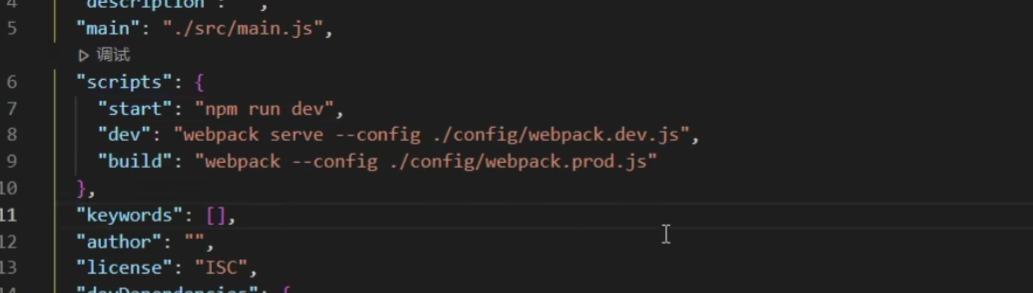 4 "description": "",
5 "main": "./src/main.js",
▷ 调试
6 "scripts": {
7 "start": "npm run dev",
8 "dev": "webpack serve --config ./config/webpack.dev.js",
9 "build": "webpack --config ./config/webpack.prod.js"
10 },
11 "keywords": [],
12 "author": "",
13 "license": "ISC",
14 "devDependencies": {